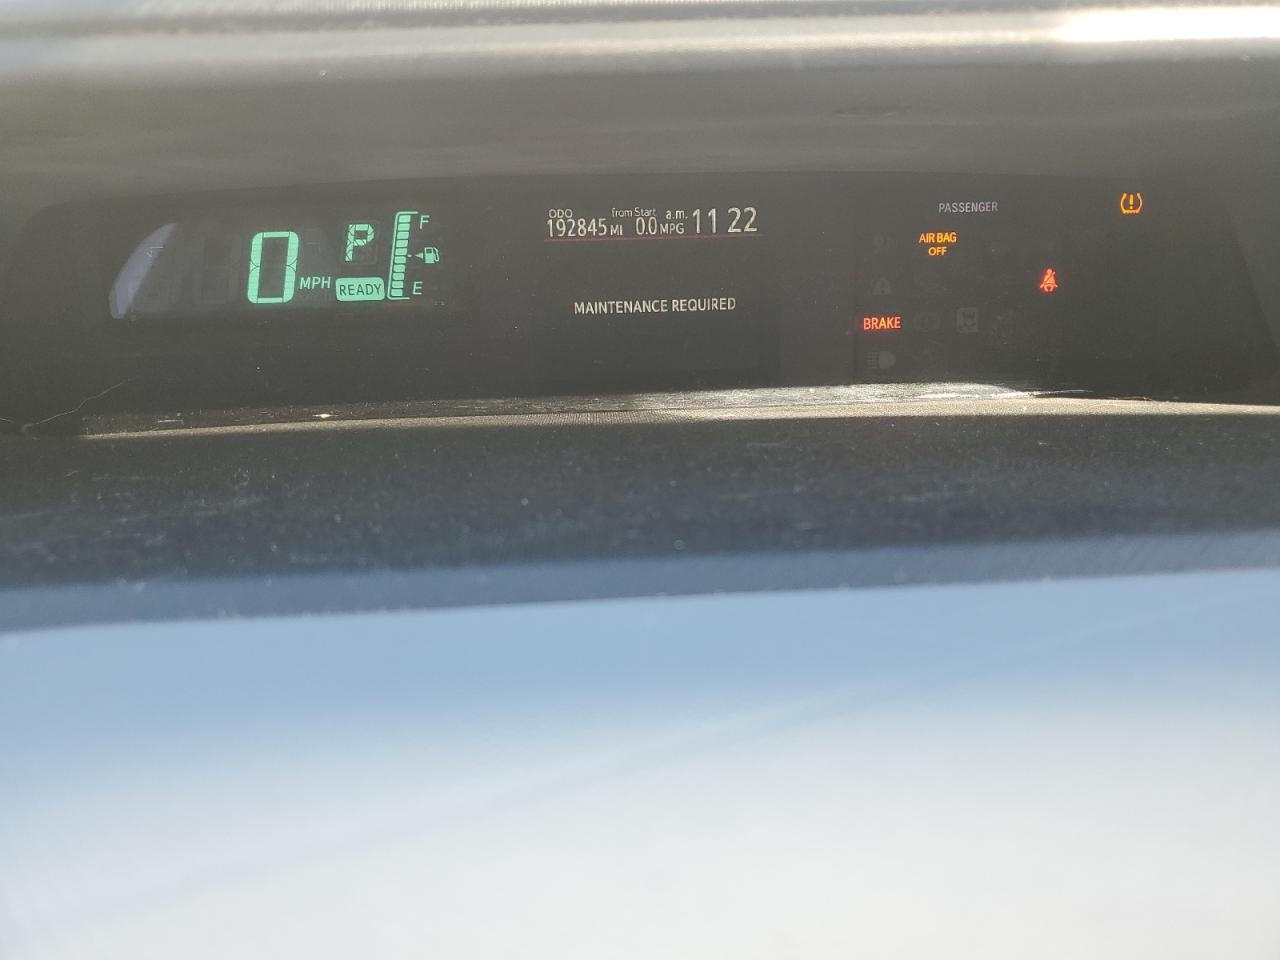 0 MPH
P
READY
F
E
ODO from Start a.m.
192845 MI 0.0 MPG 11 22
MAINTENANCE REQUIRED
PASSENGER
AIR BAG
OFF
BRAKE